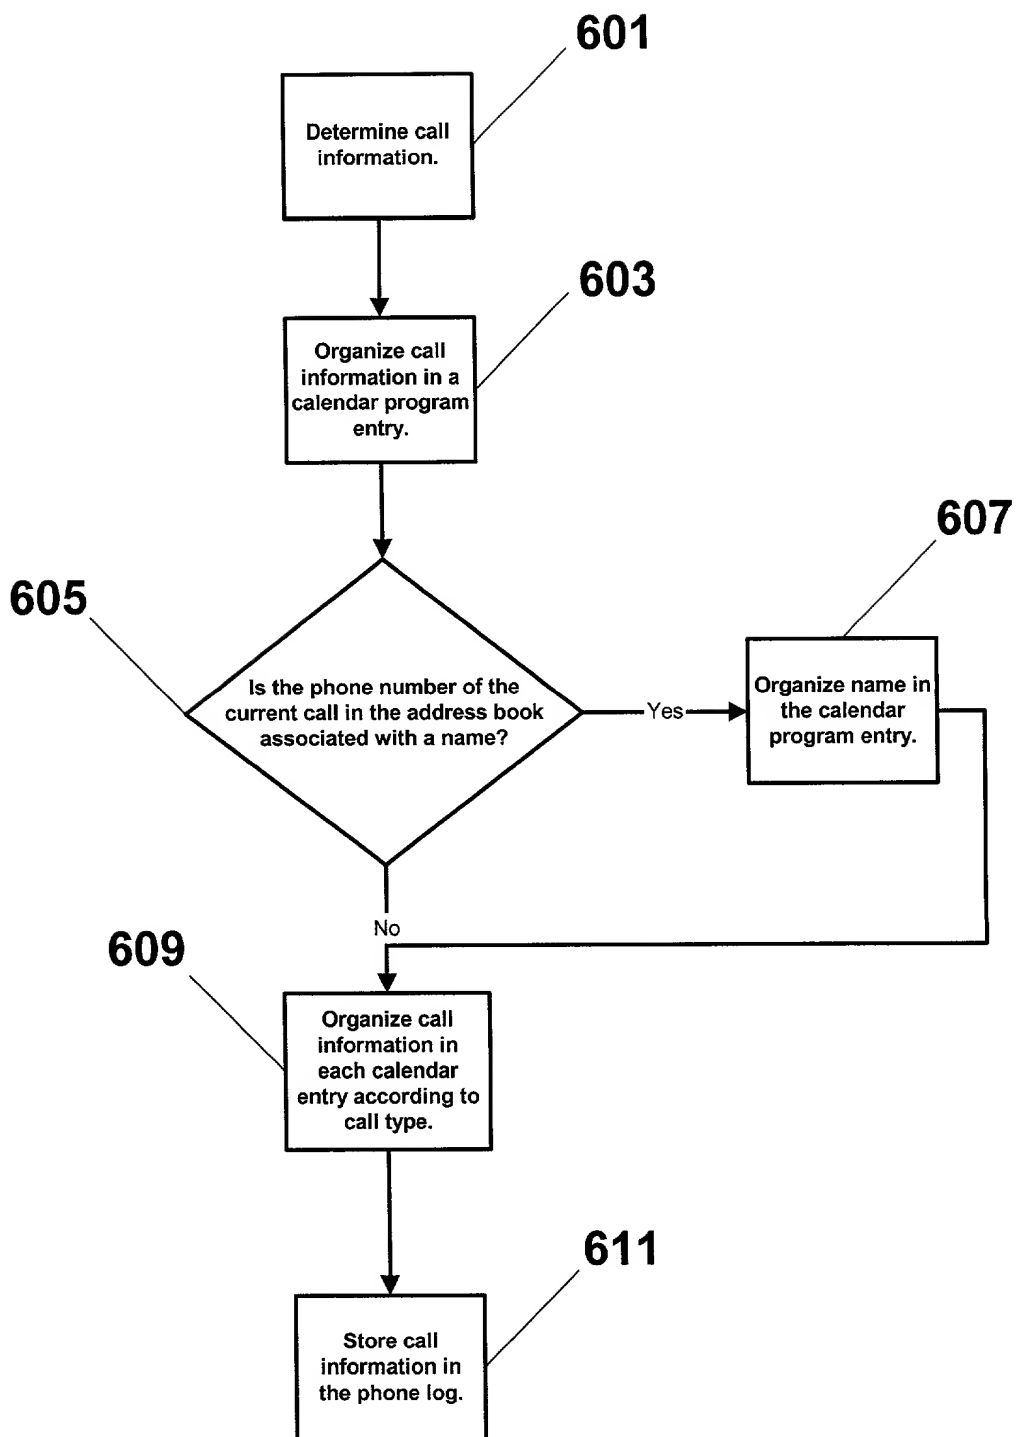 601
Determine call
information.
603
Organize call
information in a
calendar program
entry.
607
605
Is the phone number of the
current call in the address book
associated with a name?
Yes
Organize name in
the calendar
program entry.
No
609
Organize call
information in
each calendar
entry according to
call type.
611
Store call
information in
the phone log.